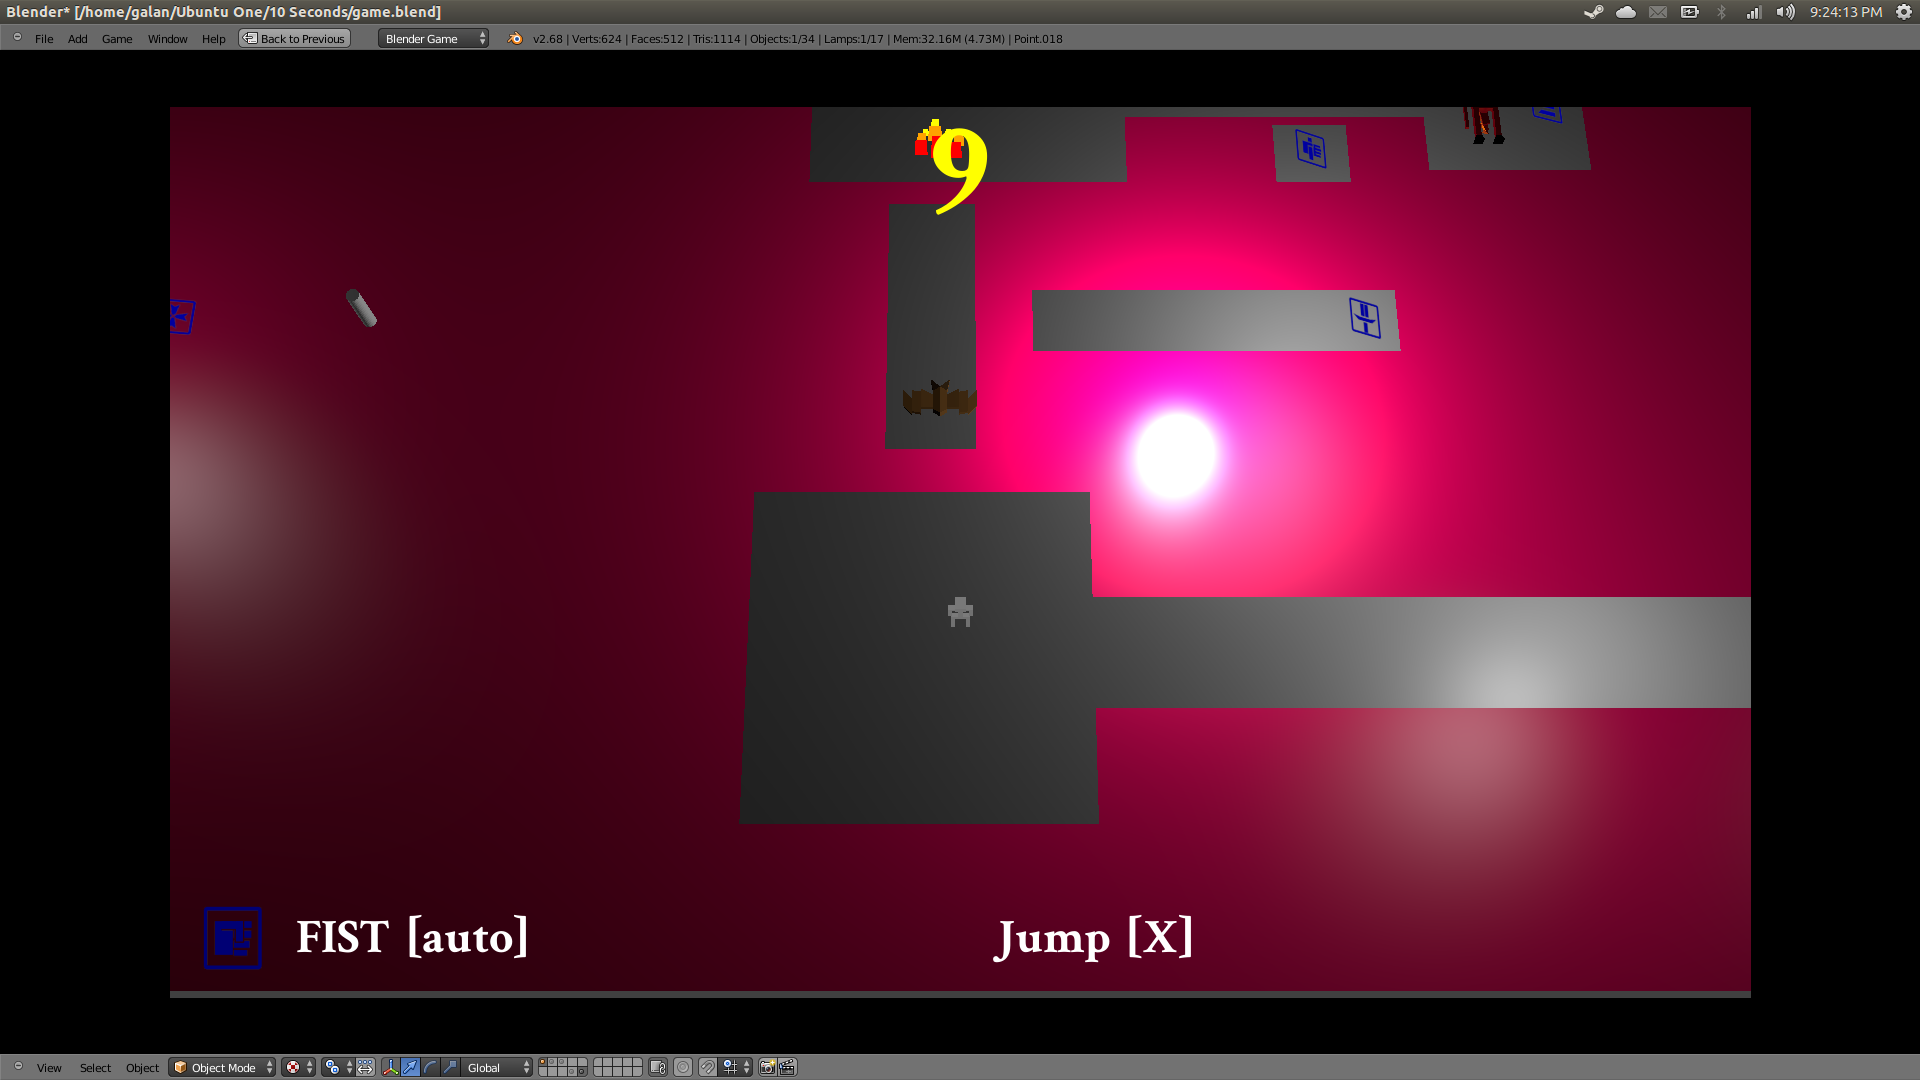 Blender* [/home/galan/Ubuntu One/10 Seconds/game.blend]
9:24:13 PM
File Add Game Window Help Back to Previous Blender Game v2.68 | Verts:624 | Faces:512 | Tris:1114 | Objects:1/34 | Lamps:1/17 | Mem:32.16M (4.73M) | Point.018
9
FIST [auto] Jump [X]
View Select Object Object Mode Global